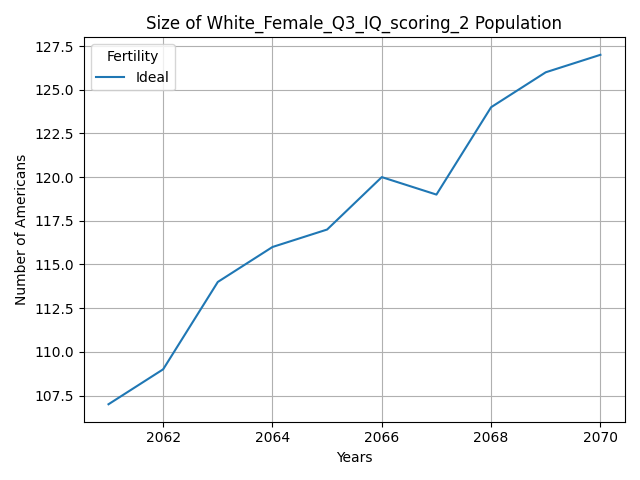 Size of White_Female_Q3_IQ_scoring_2 Population
Fertility
Ideal
Number of Americans
127.5
125.0
122.5
120.0
117.5
115.0
112.5
110.0
107.5
2062 2064 2066 2068 2070
Years